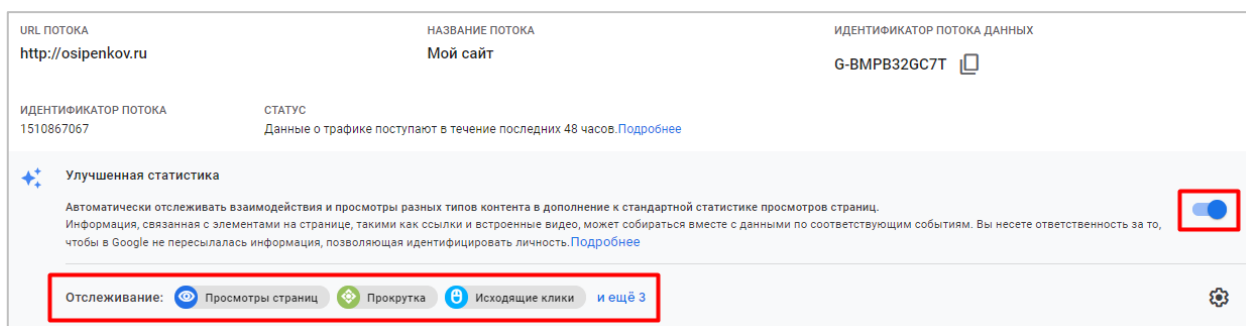 URL ПОТОКА
НАЗВАНИЕ ПОТОКА
ИДЕНТИФИКАТОР ПОТОКА ДАННЫХ
http://osipenkov.ru
Мой сайт
G-BMPB32GC7T
ИДЕНТИФИКАТОР ПОТОКА
СТАТУС
1510867067
Данные о трафике поступают в течение последних 48 часов.Подробнее
Улучшенная статистика
Автоматически отслеживать взаимодействия и просмотры разных типов контента в дополнение к стандартной статистике просмотров страниц.
Информация, связанная с элементами на странице, такими как ссылки и встроенные видео, может собираться вместе с данными по соответствующим событиям. Вы несете ответственность за то,
чтобы в Google не пересылалась информация, позволяющая идентифицировать личность.Подробнее
Отслеживание: Просмотры страниц Прокрутка Исходящие клики и ещё 3